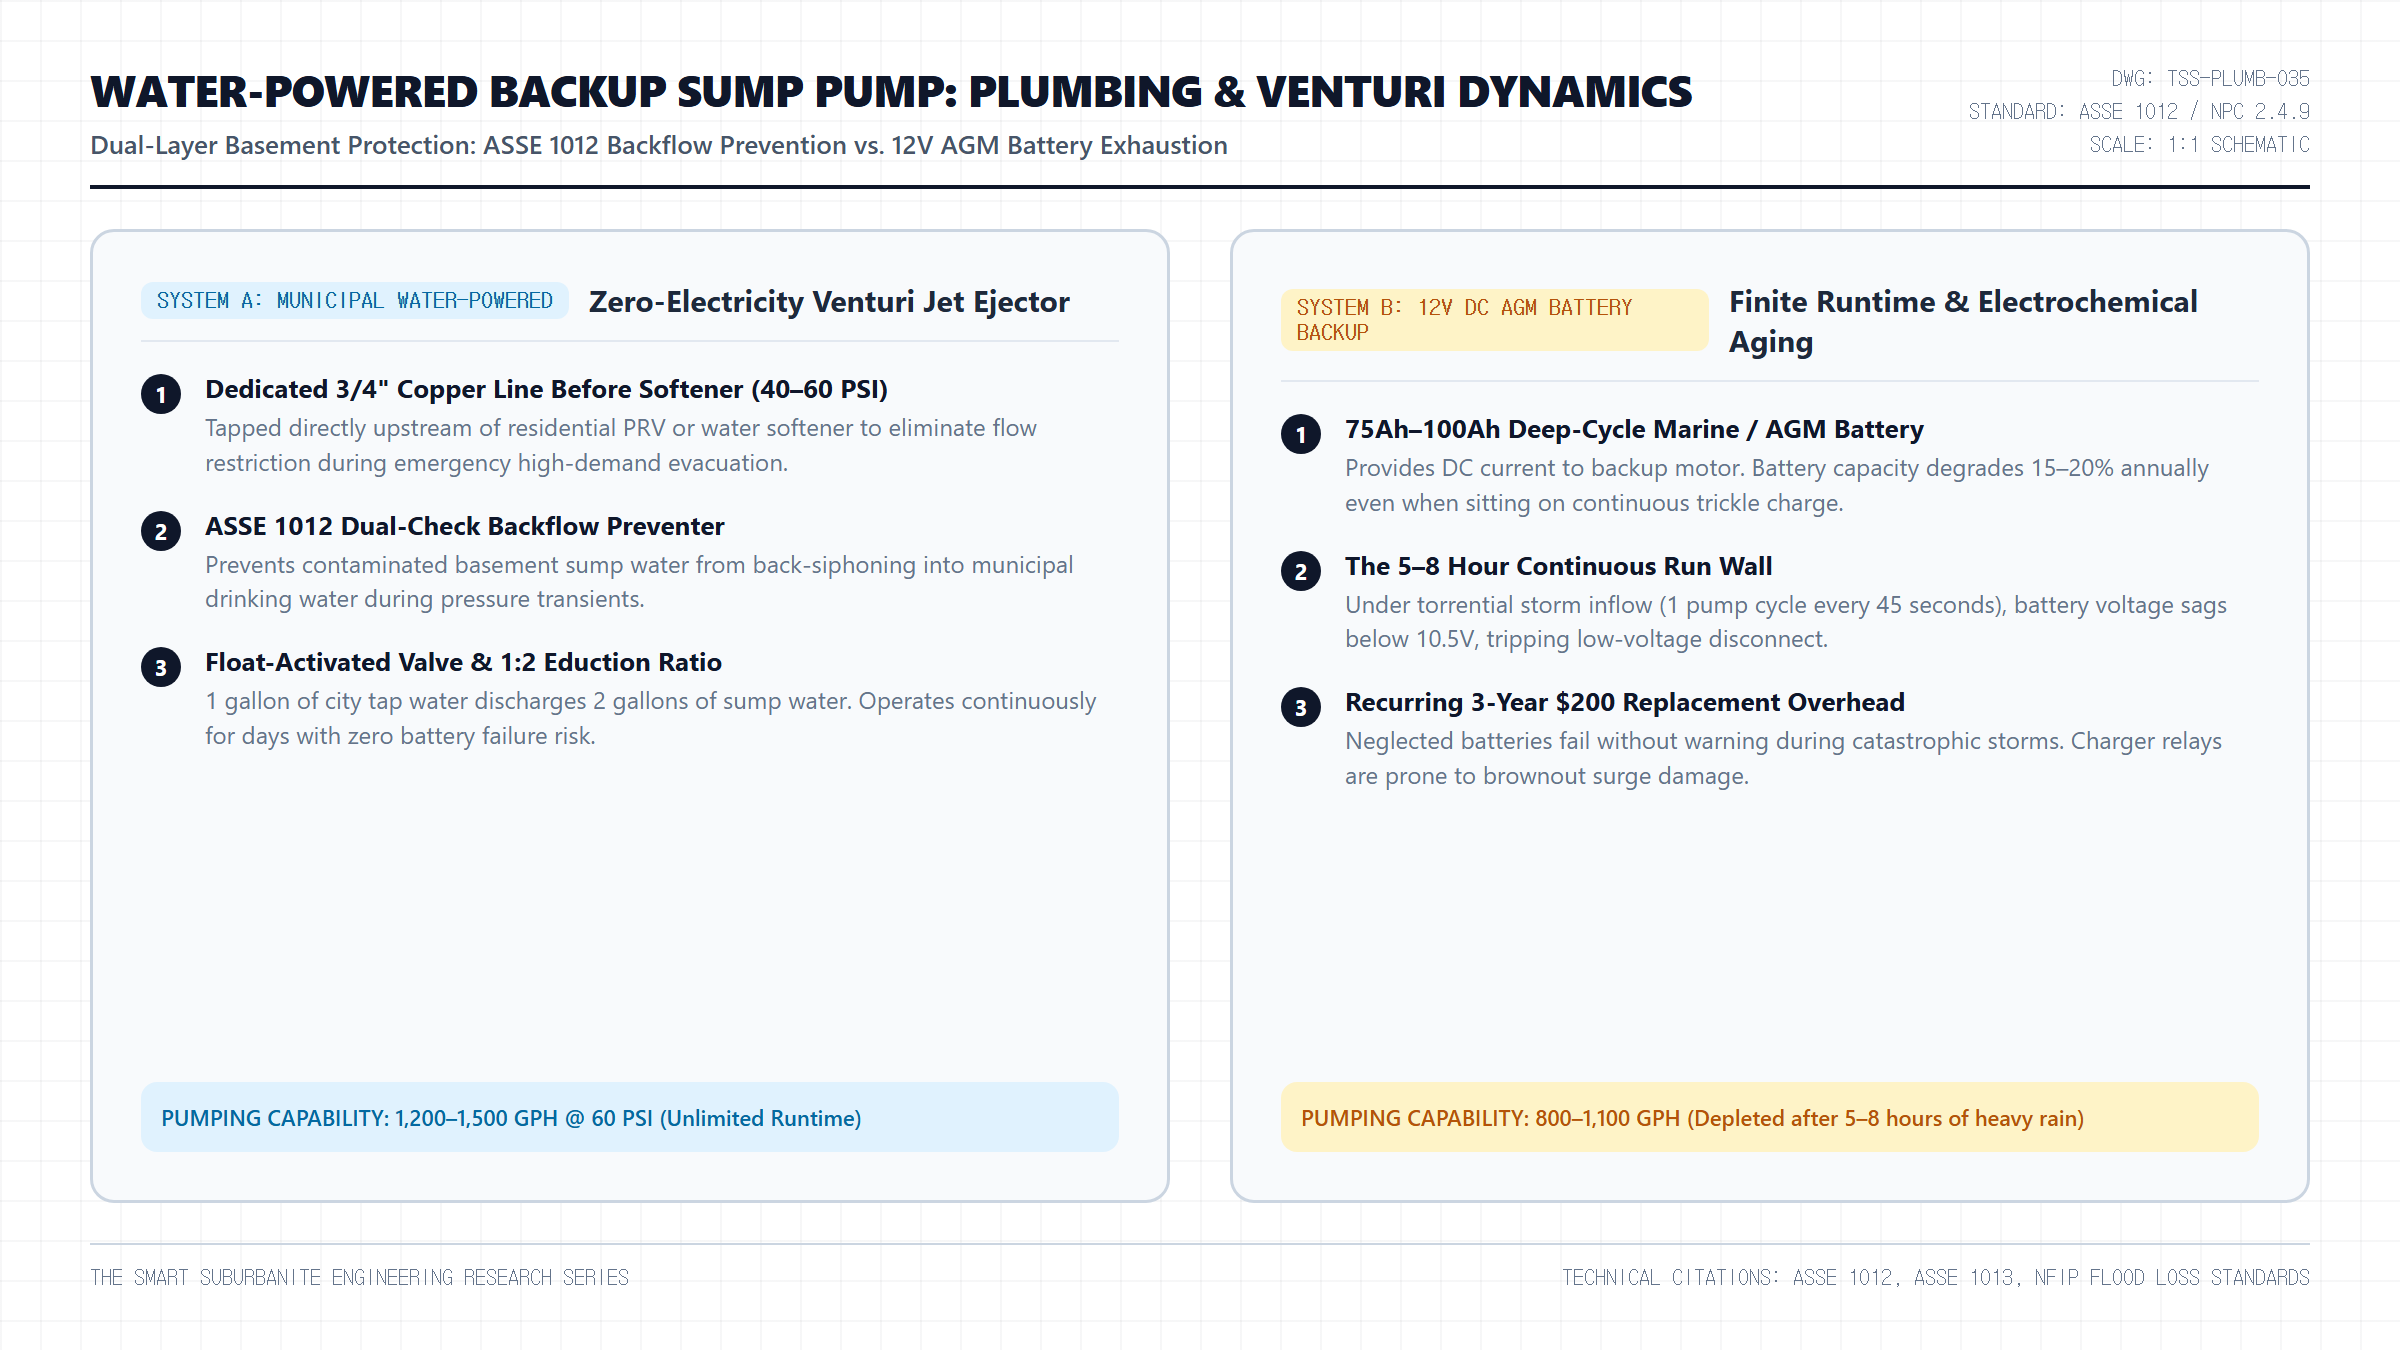 WATER-POWERED BACKUP SUMP PUMP: PLUMBING & VENTURI DYNAMICS
Dual-Layer Basement Protection: ASSE 1012 Backflow Prevention vs. 12V AGM Battery Exhaustion
DWG: TSS-PLUMB-035
STANDARD: ASSE 1012 / NPC 2.4.9
SCALE: 1:1 SCHEMATIC
SYSTEM A: MUNICIPAL WATER-POWERED
Zero-Electricity Venturi Jet Ejector
1
Dedicated 3/4" Copper Line Before Softener (40–60 PSI)
Tapped directly upstream of residential PRV or water softener to eliminate flow
restriction during emergency high-demand evacuation.
2
ASSE 1012 Dual-Check Backflow Preventer
Prevents contaminated basement sump water from back-siphoning into municipal
drinking water during pressure transients.
3
Float-Activated Valve & 1:2 Eduction Ratio
1 gallon of city tap water discharges 2 gallons of sump water. Operates continuously
for days with zero battery failure risk.
PUMPING CAPABILITY: 1,200–1,500 GPH @ 60 PSI (Unlimited Runtime)
SYSTEM B: 12V DC AGM BATTERY
BACKUP
Finite Runtime & Electrochemical
Aging
1
75Ah–100Ah Deep-Cycle Marine / AGM Battery
Provides DC current to backup motor. Battery capacity degrades 15–20% annually
even when sitting on continuous trickle charge.
2
The 5–8 Hour Continuous Run Wall
Under torrential storm inflow (1 pump cycle every 45 seconds), battery voltage sags
below 10.5V, tripping low-voltage disconnect.
3
Recurring 3-Year $200 Replacement Overhead
Neglected batteries fail without warning during catastrophic storms. Charger relays
are prone to brownout surge damage.
PUMPING CAPABILITY: 800–1,100 GPH (Depleted after 5–8 hours of heavy rain)
THE SMART SUBURBANITE ENGINEERING RESEARCH SERIES
TECHNICAL CITATIONS: ASSE 1012, ASSE 1013, NFIP FLOOD LOSS STANDARDS